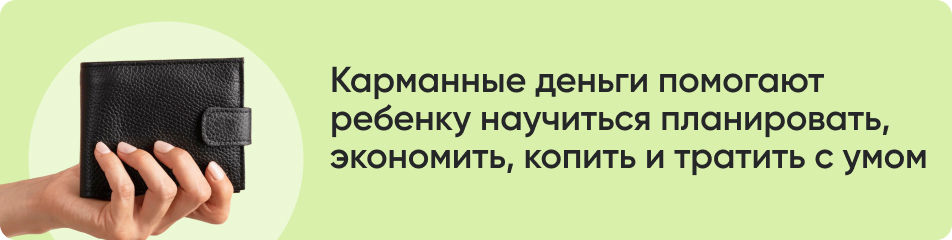 Карманные деньги помогают
ребенку научиться планировать,
экономить, копить и тратить с умом